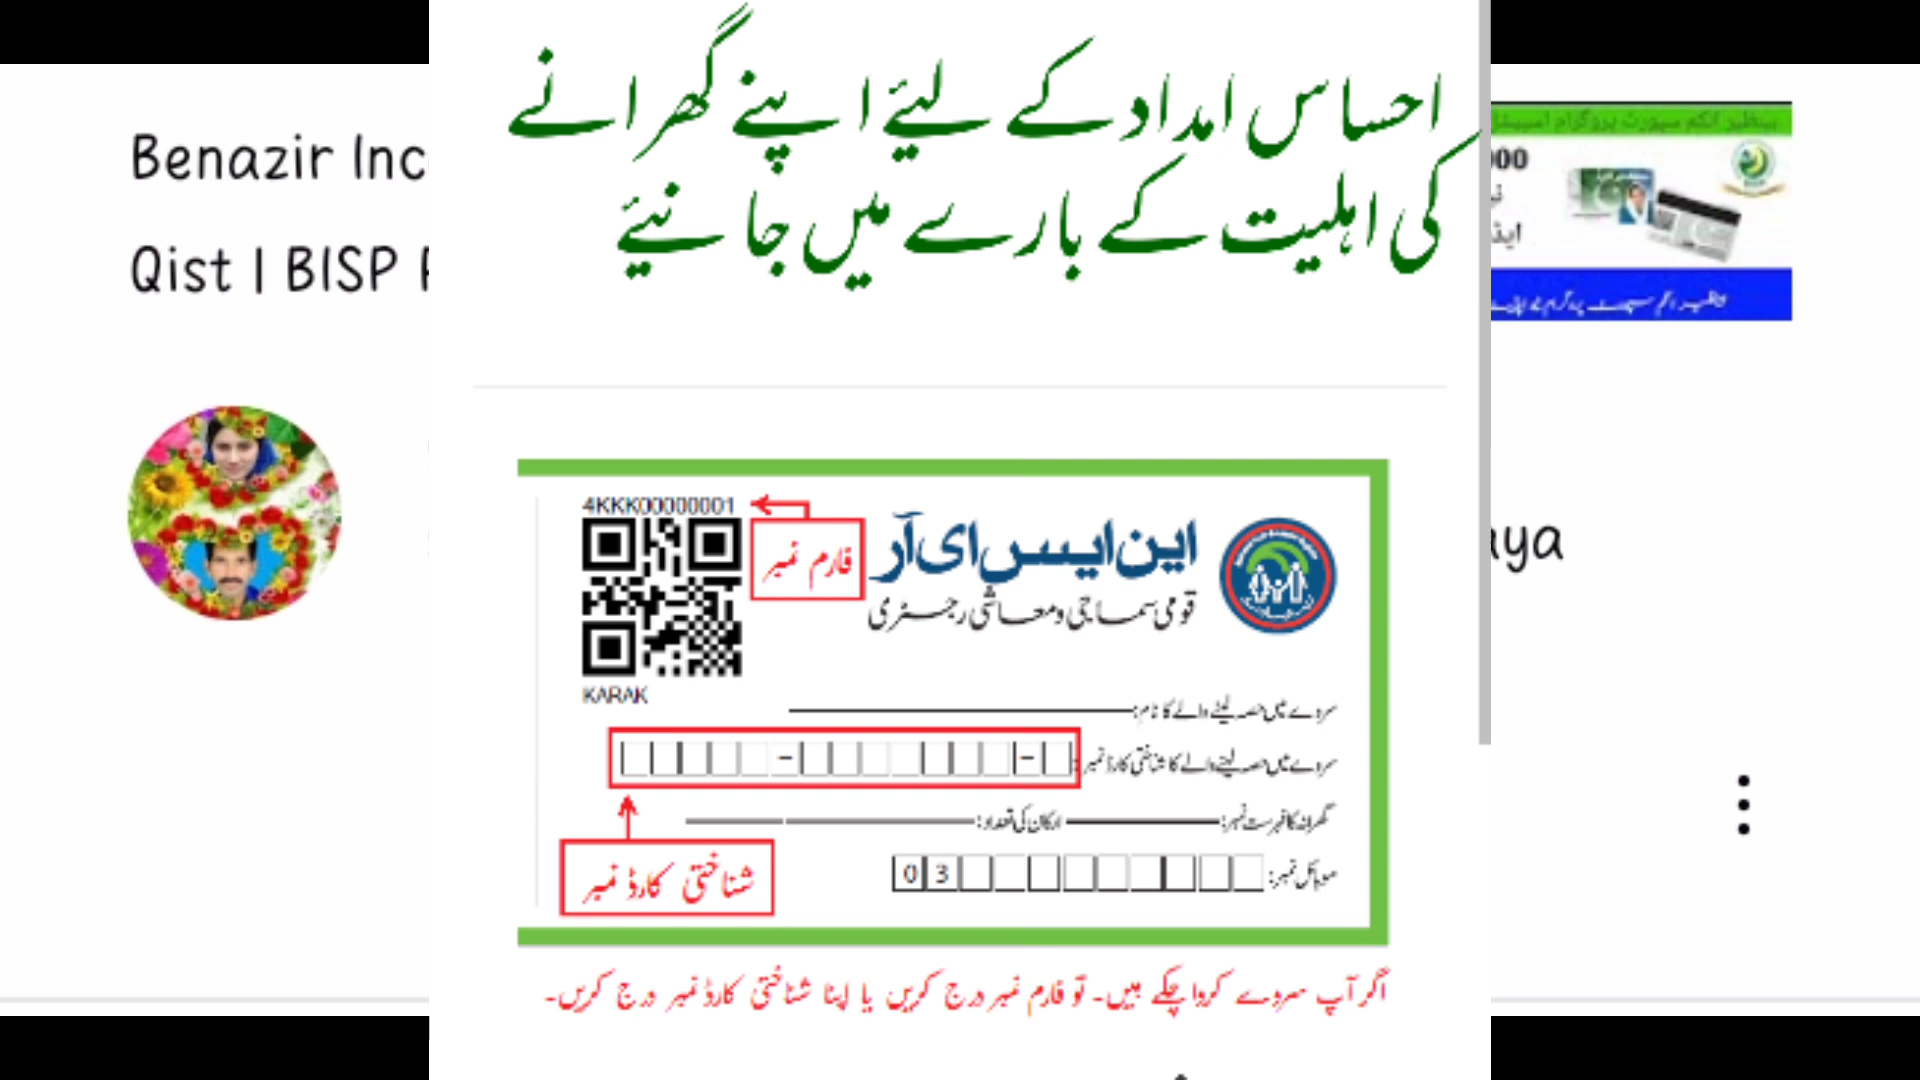 احساس امداد کے لیئے اپنے گھرانے
کی اہلیت کے بارے میں جانیئے
Benazir Inc
Qist | BISP
000
aya
4KKK00000001
فارم نمبر
این ایس ای آر
قومی سماجی و معاشی رجسٹری
KARAK
سروے میں حصہ لینے والے کا نام:
سروے میں حصہ لینے والے کا شناختی کارڈ نمبر:
گھرانہ کا فہرست نمبر: ارکان کی تعداد:
شناختی کارڈ نمبر
موبائل نمبر: 03
اگر آپ سروے کروا چکے ہیں۔ تو فارم نمبر درج کریں یا اپنا شناختی کارڈ نمبر درج کریں۔